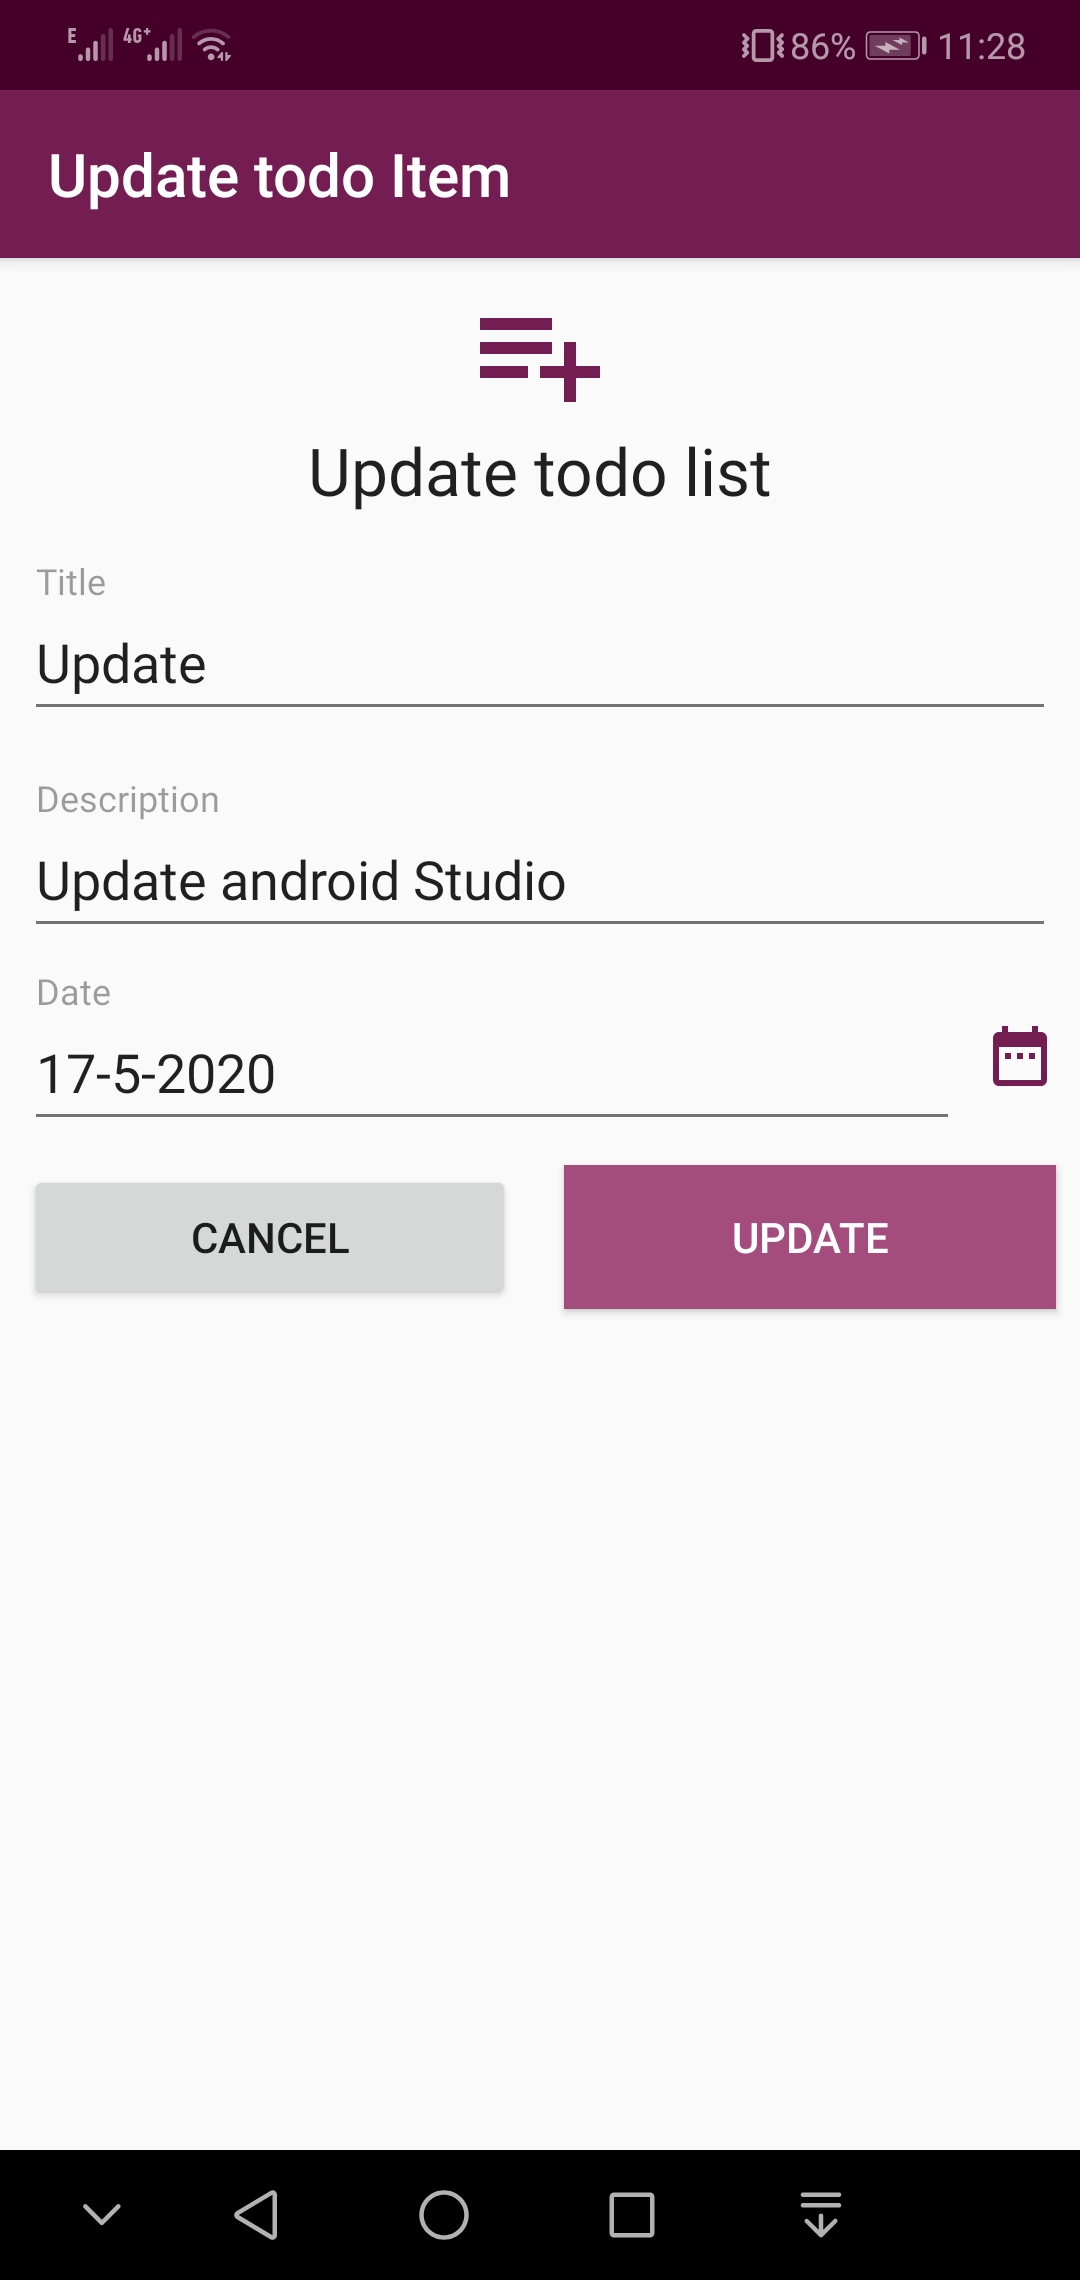 E 4G+ 86% 11:28
Update todo Item
Update todo list
Title
Update
Description
Update android Studio
Date
17-5-2020
CANCEL UPDATE